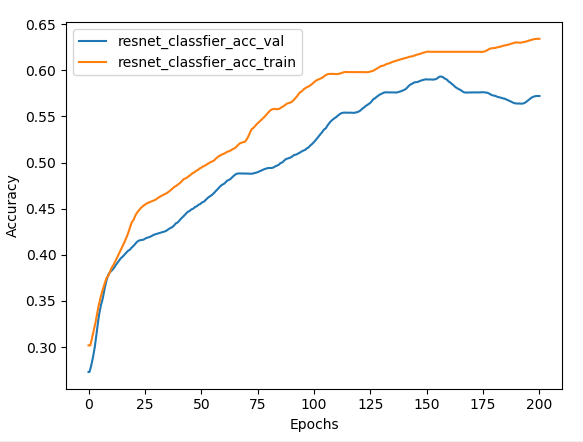 resnet_classfier_acc_val
resnet_classfier_acc_train
0.65
0.60
0.55
0.50
0.45
0.40
0.35
0.30
Accuracy
0 25 50 75 100 125 150 175 200
Epochs